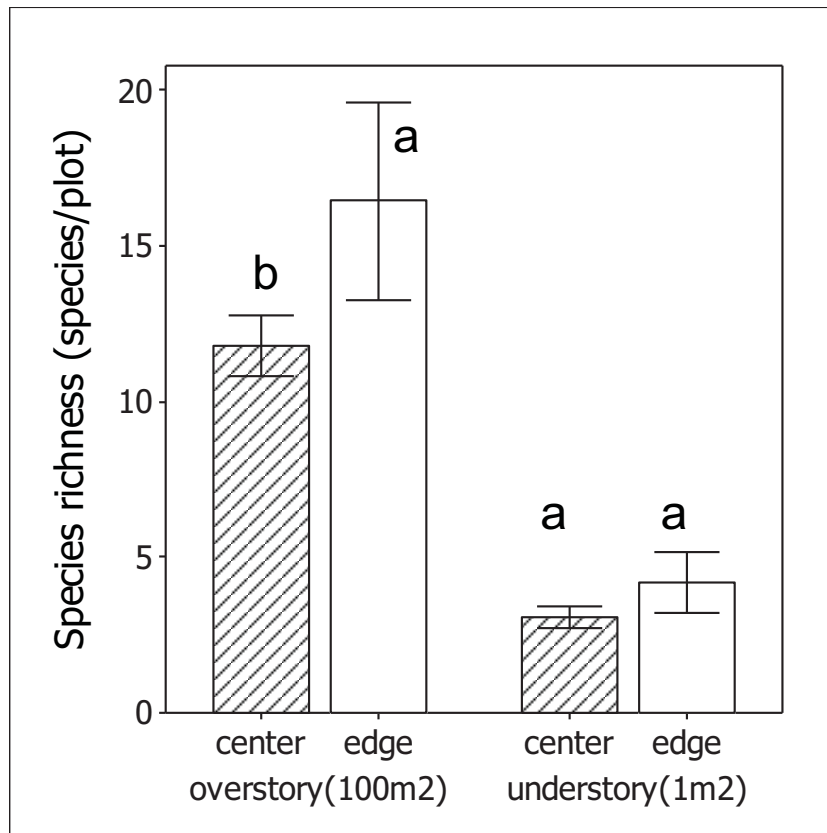 Species richness (species/plot)
20
15
10
5
0
a
b
a
a
center
edge
center
edge
overstory(100m2)
understory(1m2)